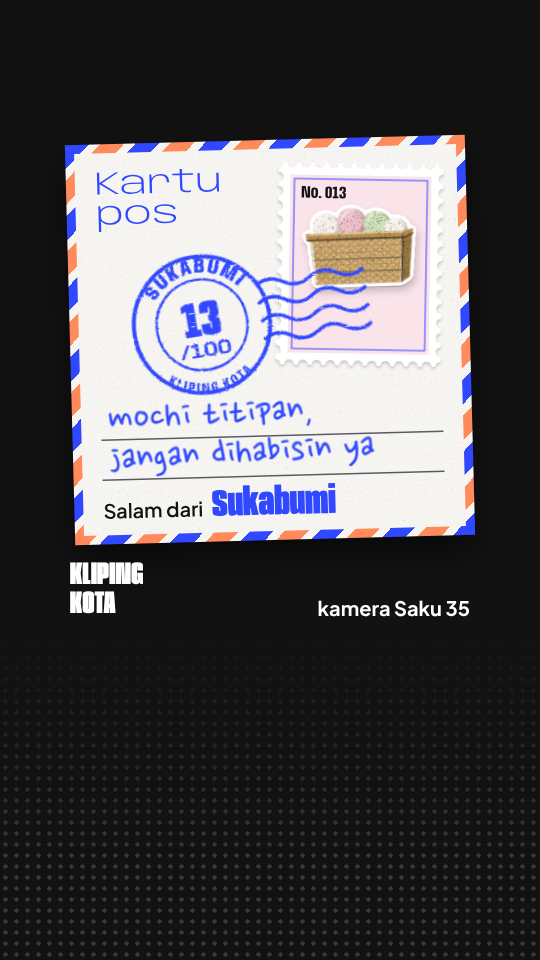 Kartu
pos
No. 013
SUKABUMI
13
/100
KLIPING KOTA
mochi titipan,
jangan dihabisin ya
Salam dari Sukabumi
KLIPING
KOTA
kamera Saku 35